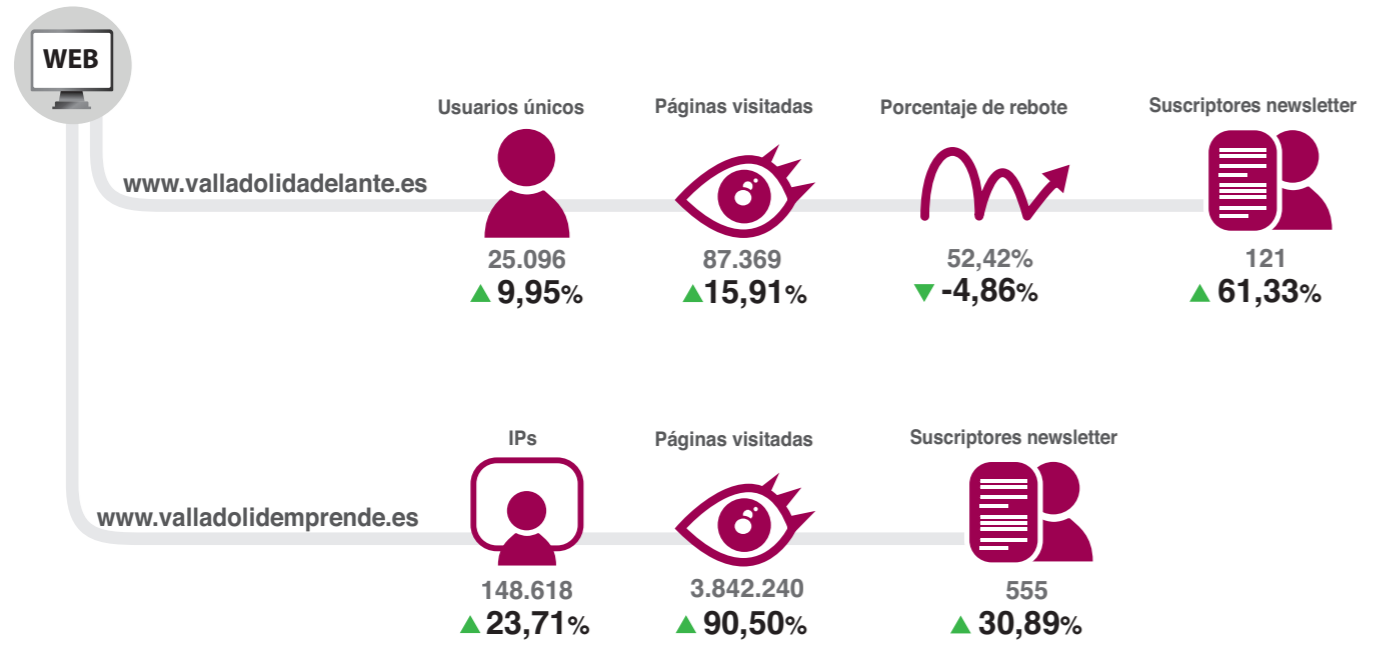 WEB
Usuarios únicos
Páginas visitadas
Porcentaje de rebote
Suscriptores newsletter
www.valladolidadelante.es
25.096
87.369
52,42%
121
9,95%
15,91%
-4,86%
61,33%
IPs
Páginas visitadas
Suscriptores newsletter
www.valladolidemprende.es
148.618
3.842.240
555
23,71%
90,50%
30,89%